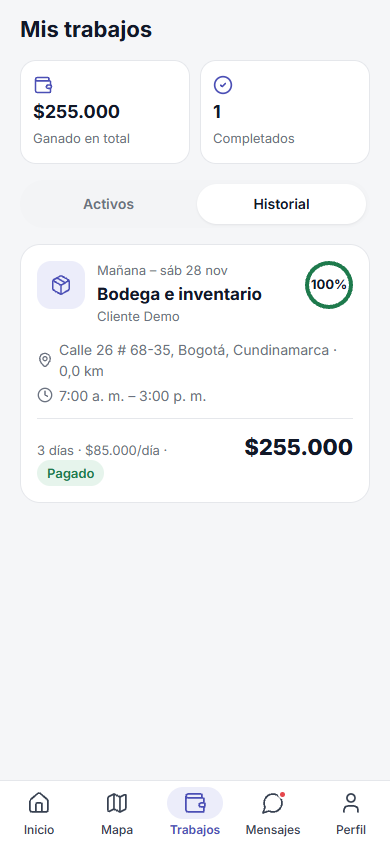 Mis trabajos
$255.000
Ganado en total
1
Completados
Activos
Historial
Mañana – sáb 28 nov
Bodega e inventario
Cliente Demo
100%
Calle 26 # 68-35, Bogotá, Cundinamarca ·
0,0 km
7:00 a. m. – 3:00 p. m.
3 días · $85.000/día ·
Pagado
$255.000
Inicio
Mapa
Trabajos
Mensajes
Perfil